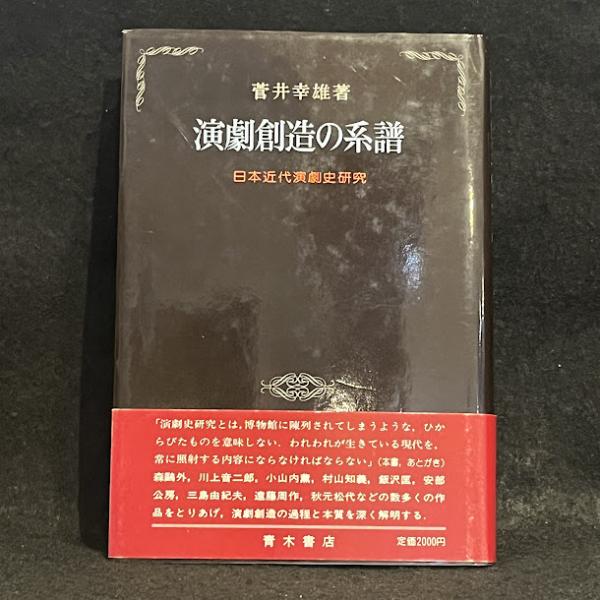 菅井幸雄著
演劇創造の系譜
日本近代演劇史研究
「演劇史研究とは，博物館に陳列されてしまうような，ひか
らびたものを意味しない．われわれが生きている現代を，
常に照射する内容にならなければならない」（本書，あとがき）
森鷗外，川上音二郎，小山内薫，村山知義，飯沢匡，安部
公房，三島由紀夫，遠藤周作，秋元松代などの数多くの作
品をとりあげ，演劇創造の過程と本質を深く解明する．
青木書店
定価2000円